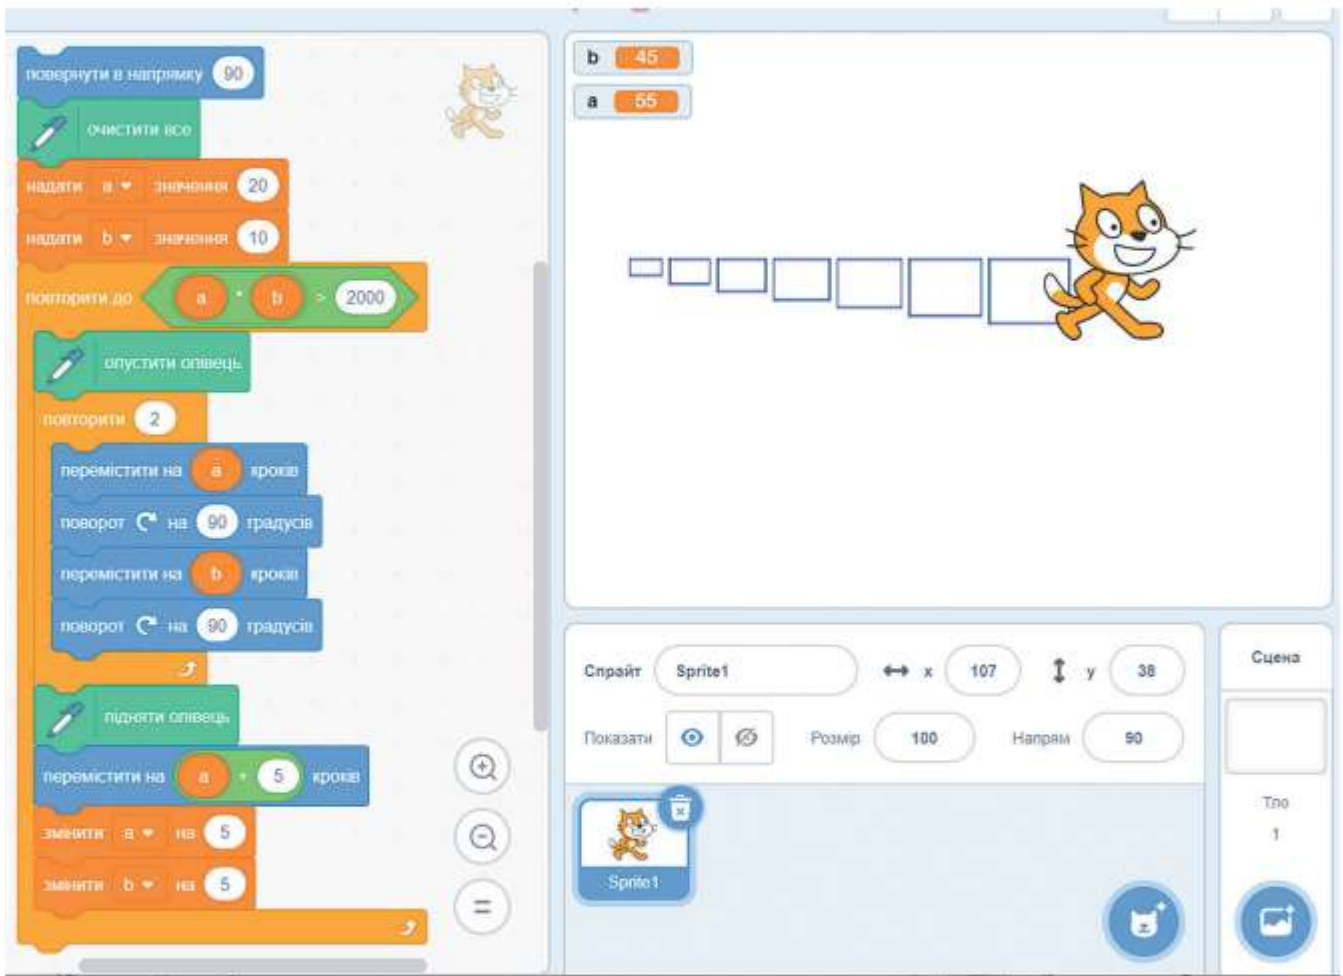 повернути в напрямку 90
очистити все
надати a значення 20
надати b значення 10
повторити до a * b > 2000
опустити олівець
повторити 2
перемістити на a кроків
поворот на 90 градусів
перемістити на b кроків
поворот на 90 градусів
підняти олівець
перемістити на a + 5 кроків
змінити a на 5
змінити b на 5
b 45
a 55
Спрайт Sprite1 x 107 y 38
Показати Розмір 100 Напрям 90
Sprite1
Сцена
Тло
1